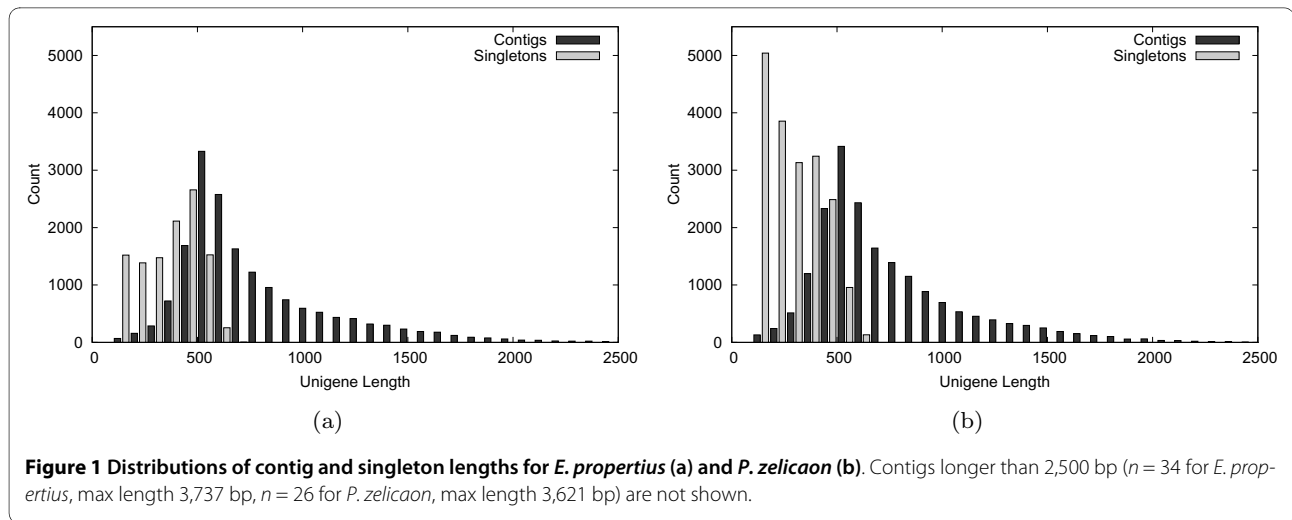 5000
4000
3000
2000
1000
0
Count
Contigs
Singletons
0 500 1000 1500 2000 2500
Unigene Length
(a)
5000
4000
3000
2000
1000
0
Count
Contigs
Singletons
0 500 1000 1500 2000 2500
Unigene Length
(b)
Figure 1 Distributions of contig and singleton lengths for E. propertius (a) and P. zelicaon (b). Contigs longer than 2,500 bp (n = 34 for E. prop-
ertius, max length 3,737 bp, n = 26 for P. zelicaon, max length 3,621 bp) are not shown.